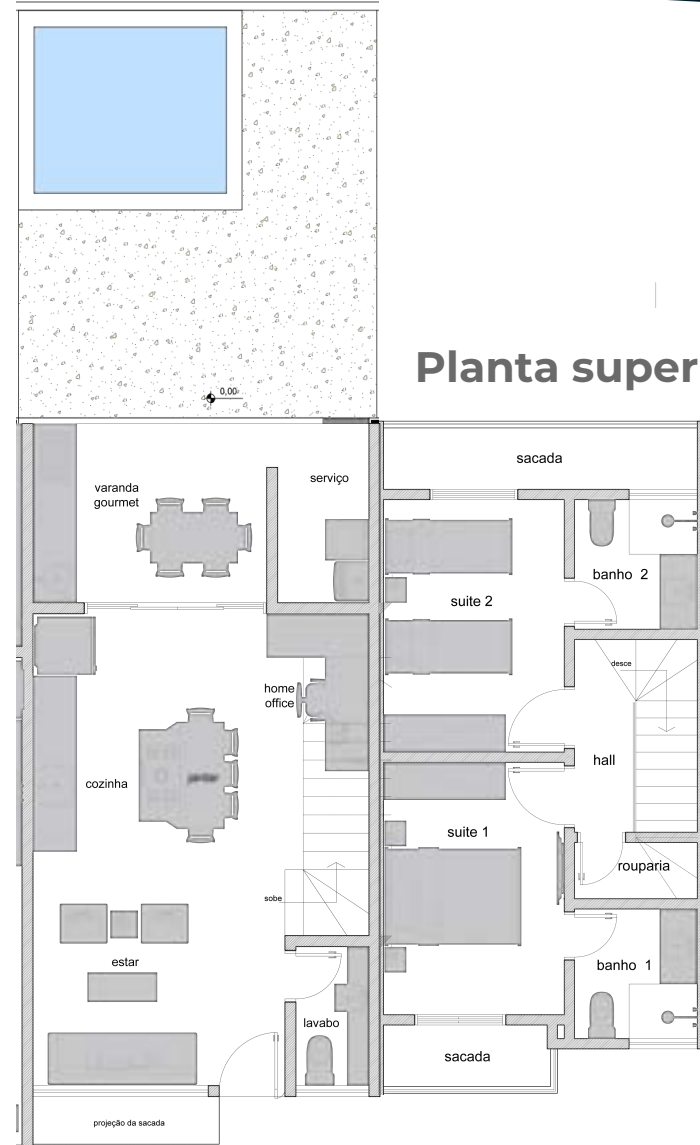 0,00
Planta super
varanda
gourmet
serviço
home
office
cozinha
jantar
sobe
estar
lavabo
projeção da sacada
sacada
suite 2
banho 2
desce
hall
suite 1
rouparia
banho 1
sacada